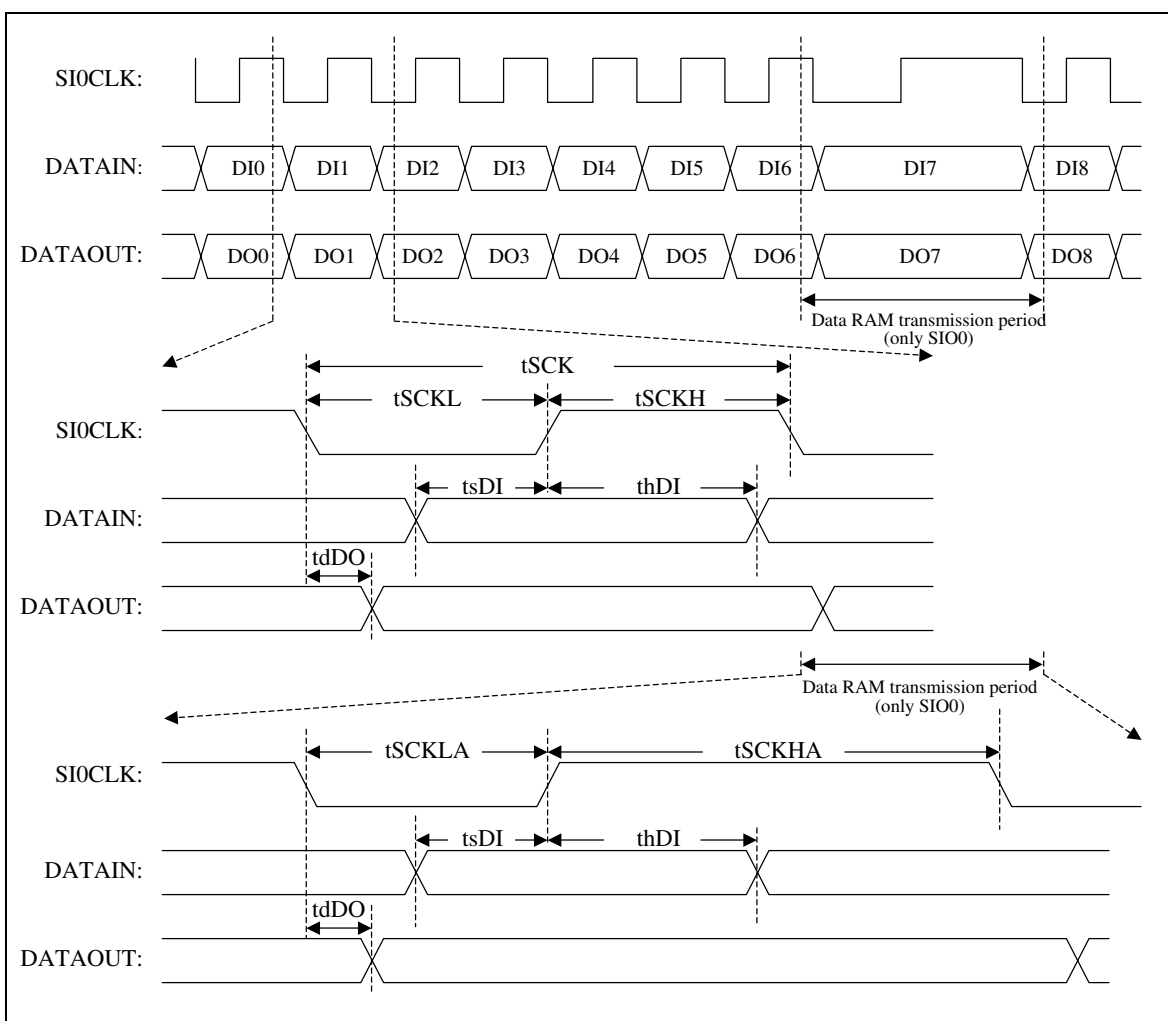 SI0CLK:
DATAIN: DI0 DI1 DI2 DI3 DI4 DI5 DI6 DI7 DI8
DATAOUT: DO0 DO1 DO2 DO3 DO4 DO5 DO6 DO7 DO8
Data RAM transmission period
(only SIO0)
tSCK
tSCKL tSCKH
SI0CLK:
tsDI thDI
DATAIN:
tdDO
DATAOUT:
Data RAM transmission period
(only SIO0)
tSCKLA tSCKHA
SI0CLK:
tsDI thDI
DATAIN:
tdDO
DATAOUT: